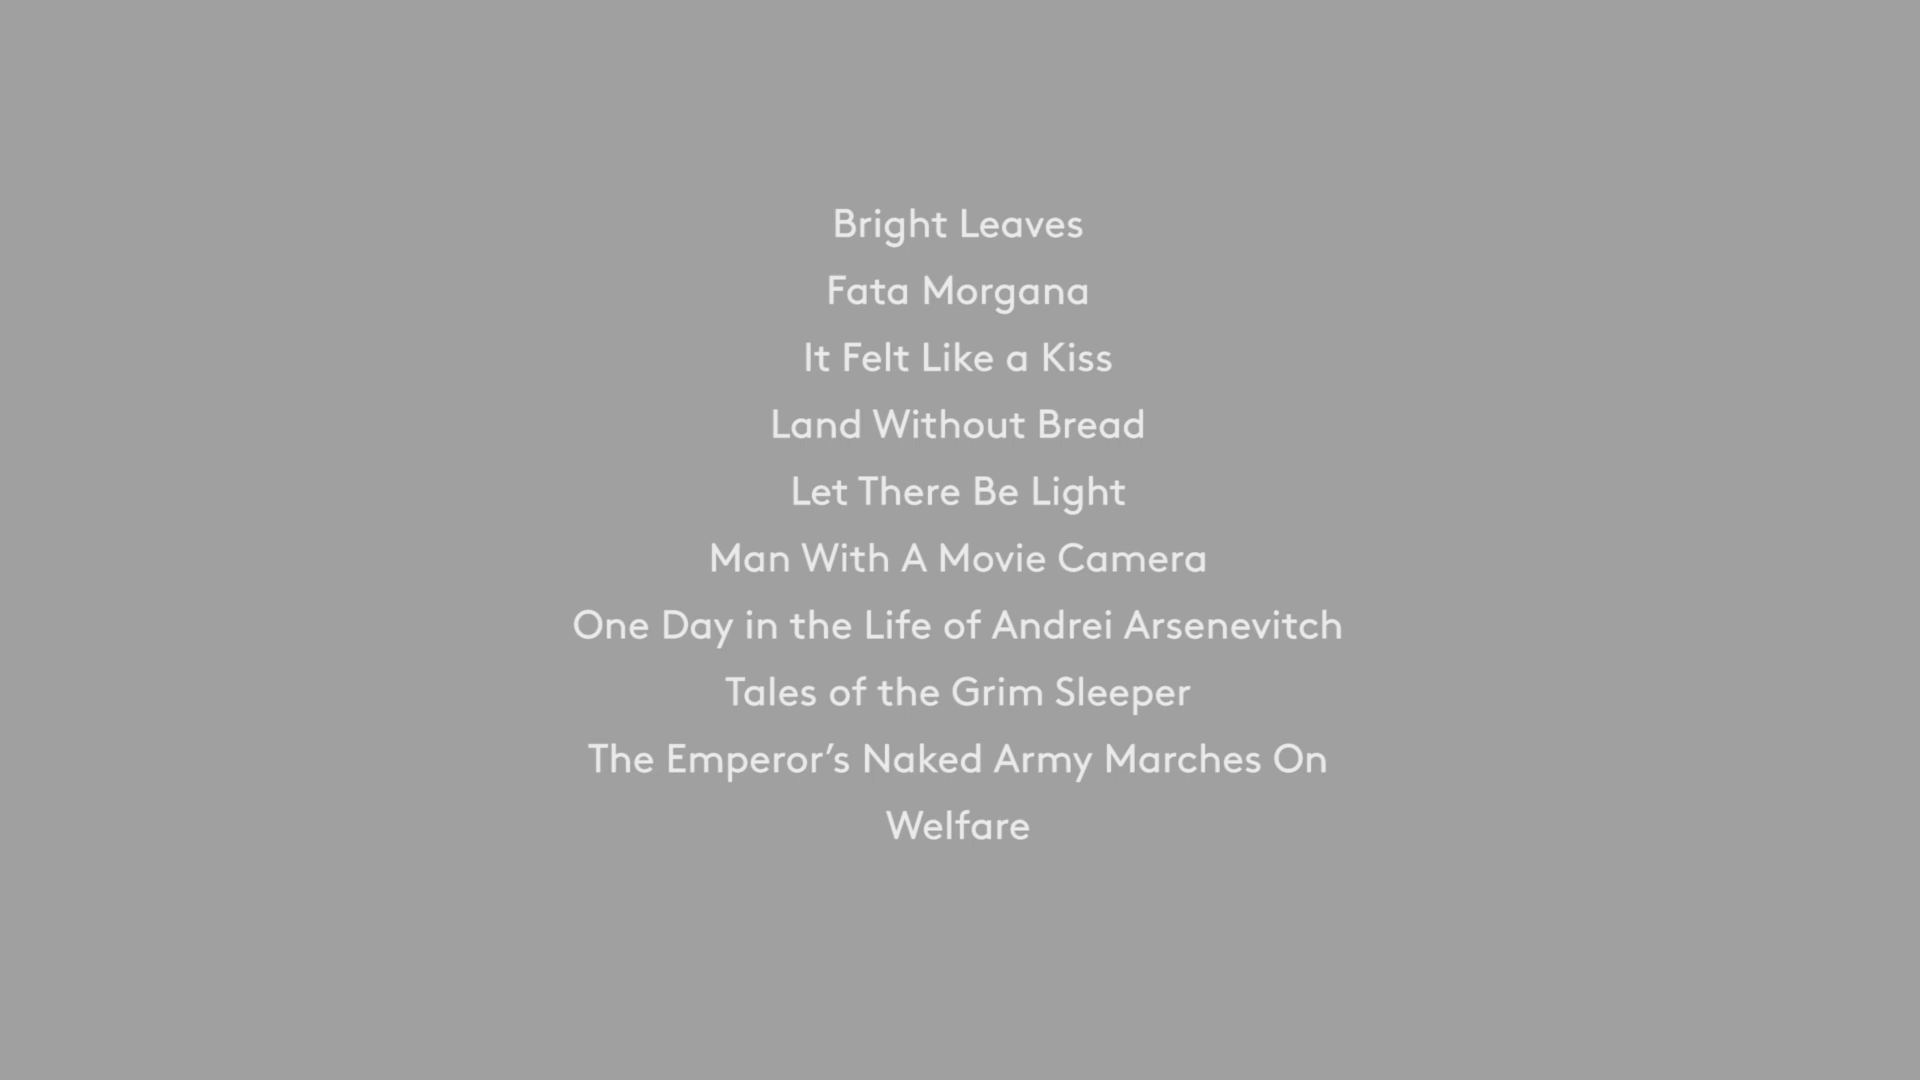 Bright Leaves
Fata Morgana
It Felt Like a Kiss
Land Without Bread
Let There Be Light
Man With A Movie Camera
One Day in the Life of Andrei Arsenevitch
Tales of the Grim Sleeper
The Emperor’s Naked Army Marches On
Welfare